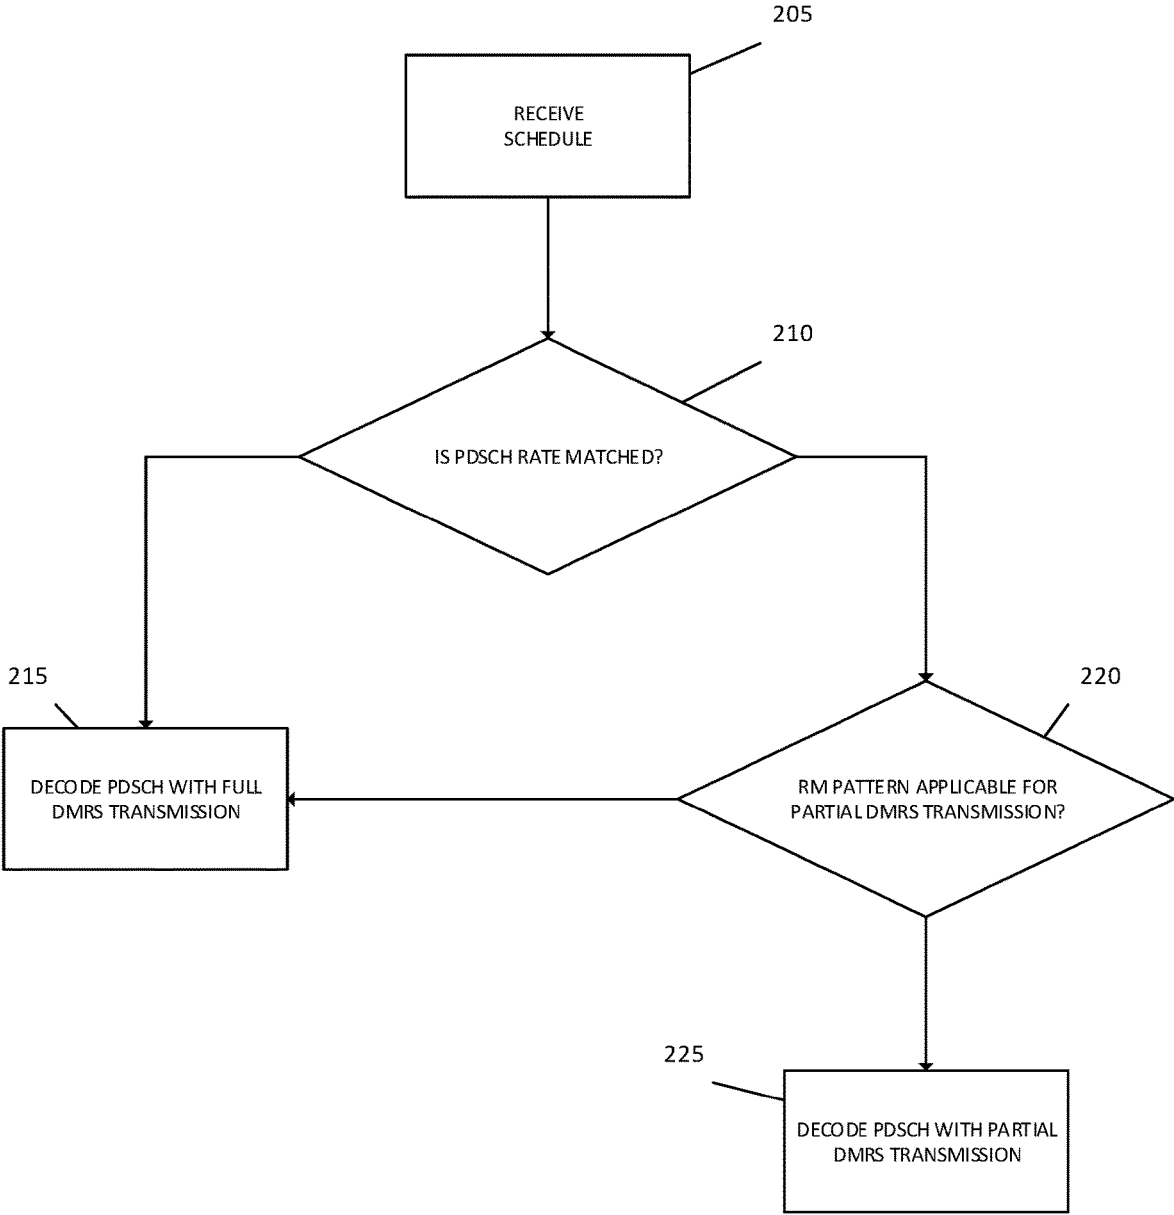 205
RECEIVE
SCHEDULE
210
IS PDSCH RATE MATCHED?
215
220
DECODE PDSCH WITH FULL
DMRS TRANSMISSION
RM PATTERN APPLICABLE FOR
PARTIAL DMRS TRANSMISSION?
225
DECODE PDSCH WITH PARTIAL
DMRS TRANSMISSION